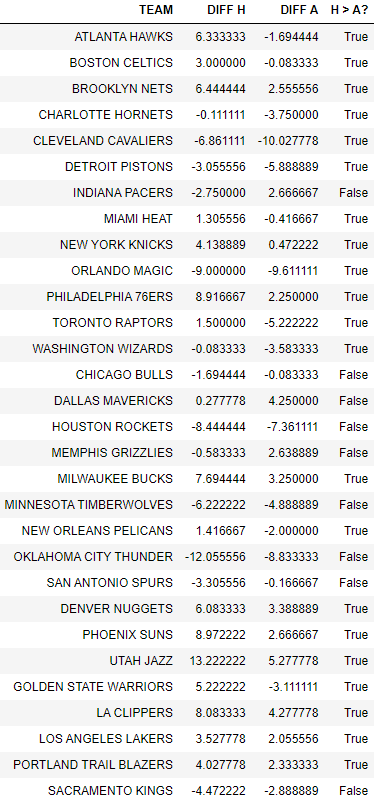 TEAM DIFF H DIFF A H > A?
ATLANTA HAWKS 6.333333 -1.694444 True
BOSTON CELTICS 3.000000 -0.083333 True
BROOKLYN NETS 6.444444 2.555556 True
CHARLOTTE HORNETS -0.111111 -3.750000 True
CLEVELAND CAVALIERS -6.861111 -10.027778 True
DETROIT PISTONS -3.055556 -5.888889 True
INDIANA PACERS -2.750000 2.666667 False
MIAMI HEAT 1.305556 -0.416667 True
NEW YORK KNICKS 4.138889 0.472222 True
ORLANDO MAGIC -9.000000 -9.611111 True
PHILADELPHIA 76ERS 8.916667 2.250000 True
TORONTO RAPTORS 1.500000 -5.222222 True
WASHINGTON WIZARDS -0.083333 -3.583333 True
CHICAGO BULLS -1.694444 -0.083333 False
DALLAS MAVERICKS 0.277778 4.250000 False
HOUSTON ROCKETS -8.444444 -7.361111 False
MEMPHIS GRIZZLIES -0.583333 2.638889 False
MILWAUKEE BUCKS 7.694444 3.250000 True
MINNESOTA TIMBERWOLVES -6.222222 -4.888889 False
NEW ORLEANS PELICANS 1.416667 -2.000000 True
OKLAHOMA CITY THUNDER -12.055556 -8.833333 False
SAN ANTONIO SPURS -3.305556 -0.166667 False
DENVER NUGGETS 6.083333 3.388889 True
PHOENIX SUNS 8.972222 2.666667 True
UTAH JAZZ 13.222222 5.277778 True
GOLDEN STATE WARRIORS 5.222222 -3.111111 True
LA CLIPPERS 8.083333 4.277778 True
LOS ANGELES LAKERS 3.527778 2.055556 True
PORTLAND TRAIL BLAZERS 4.027778 2.333333 True
SACRAMENTO KINGS -4.472222 -2.888889 False